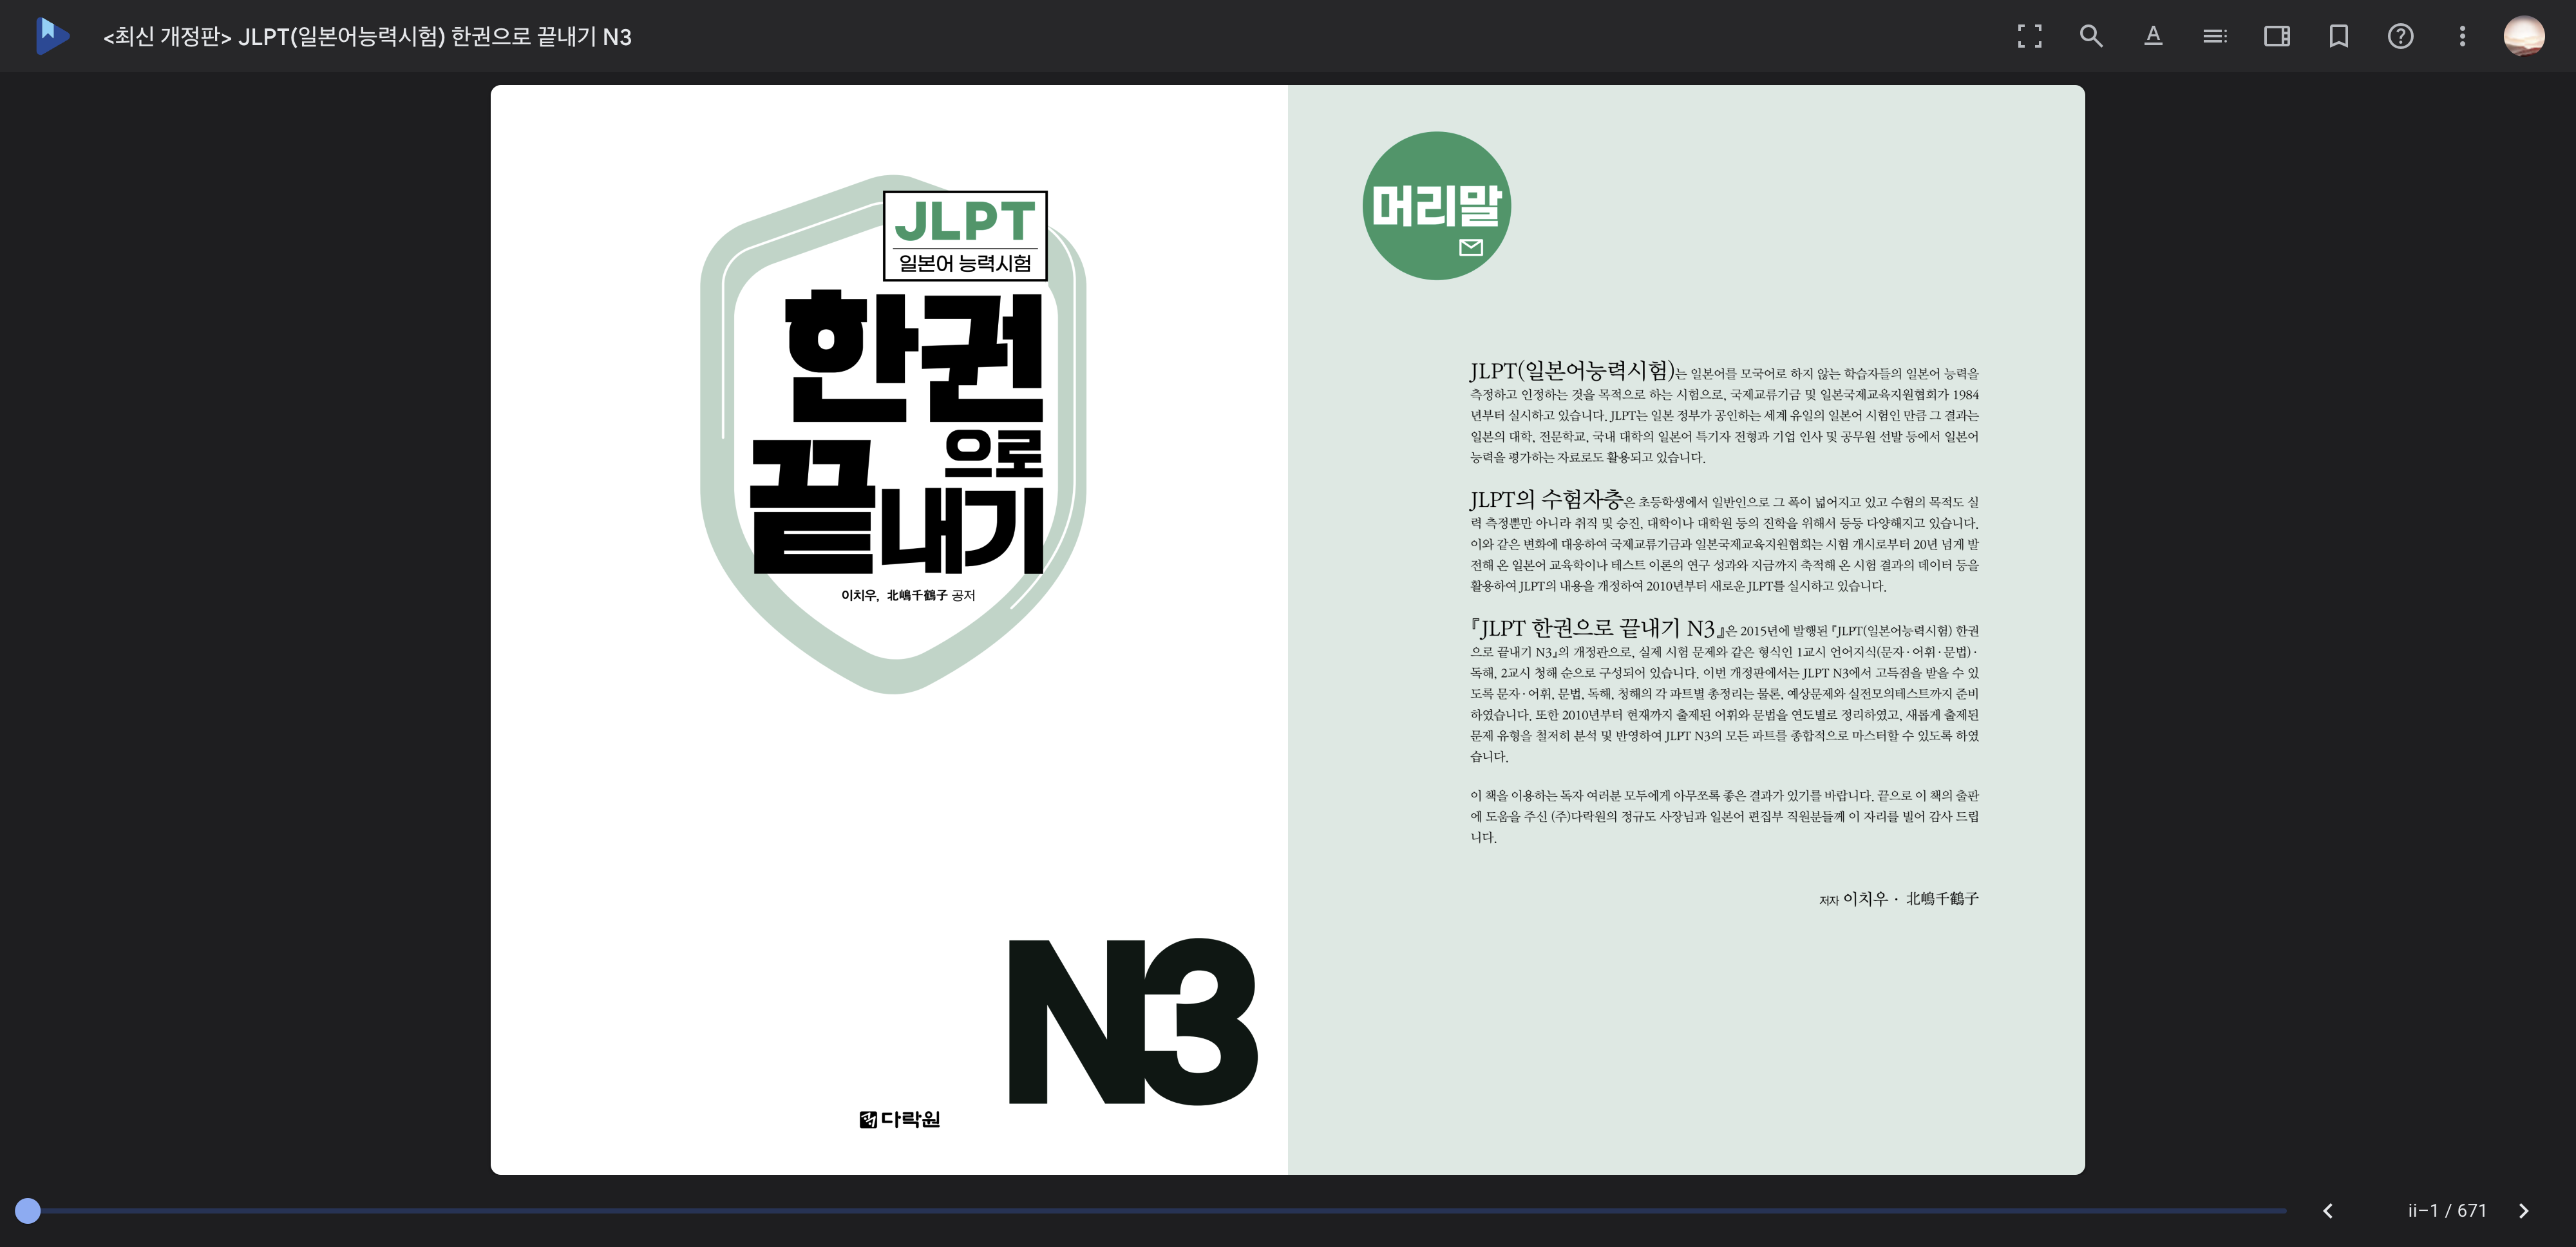 <최신 개정판> JLPT(일본어능력시험) 한권으로 끝내기 N3
JLPT
일본어 능력시험
한권
으로
끝내기
이치우, 北嶋千鶴子 공저
N3
다락원
머리말
JLPT(일본어능력시험)는 일본어를 모국어로 하지 않는 학습자들의 일본어 능력을
측정하고 인정하는 것을 목적으로 하는 시험으로, 국제교류기금 및 일본국제교육지원협회가 1984
년부터 실시하고 있습니다. JLPT는 일본 정부가 공인하는 세계 유일의 일본어 시험인 만큼 그 결과는
일본의 대학, 전문학교, 국내 대학의 일본어 특기자 전형과 기업 인사 및 공무원 선발 등에서 일본어
능력을 평가하는 자료로도 활용되고 있습니다.
JLPT의 수험자층은 초등학생에서 일반인으로 그 폭이 넓어지고 있고 수험의 목적도 실
력 측정뿐만 아니라 취직 및 승진, 대학이나 대학원 등의 진학을 위해서 등등 다양해지고 있습니다.
이와 같은 변화에 대응하여 국제교류기금과 일본국제교육지원협회는 시험 개시로부터 20년 넘게 발
전해 온 일본어 교육학이나 테스트 이론의 연구 성과와 지금까지 축적해 온 시험 결과의 데이터 등을
활용하여 JLPT의 내용을 개정하여 2010년부터 새로운 JLPT를 실시하고 있습니다.
『JLPT 한권으로 끝내기 N3』은 2015년에 발행된 『JLPT(일본어능력시험) 한권
으로 끝내기 N3』의 개정판으로, 실제 시험 문제와 같은 형식인 1교시 언어지식(문자·어휘·문법)·
독해, 2교시 청해 순으로 구성되어 있습니다. 이번 개정판에서는 JLPT N3에서 고득점을 받을 수 있
도록 문자·어휘, 문법, 독해, 청해의 각 파트별 총정리는 물론, 예상문제와 실전모의테스트까지 준비
하였습니다. 또한 2010년부터 현재까지 출제된 어휘와 문법을 연도별로 정리하였고, 새롭게 출제된
문제 유형을 철저히 분석 및 반영하여 JLPT N3의 모든 파트를 종합적으로 마스터할 수 있도록 하였
습니다.
이 책을 이용하는 독자 여러분 모두에게 아무쪼록 좋은 결과가 있기를 바랍니다. 끝으로 이 책의 출판
에 도움을 주신 (주)다락원의 정규도 사장님과 일본어 편집부 직원분들께 이 자리를 빌어 감사 드립
니다.
저자 이치우 · 北嶋千鶴子
ii–1 / 671